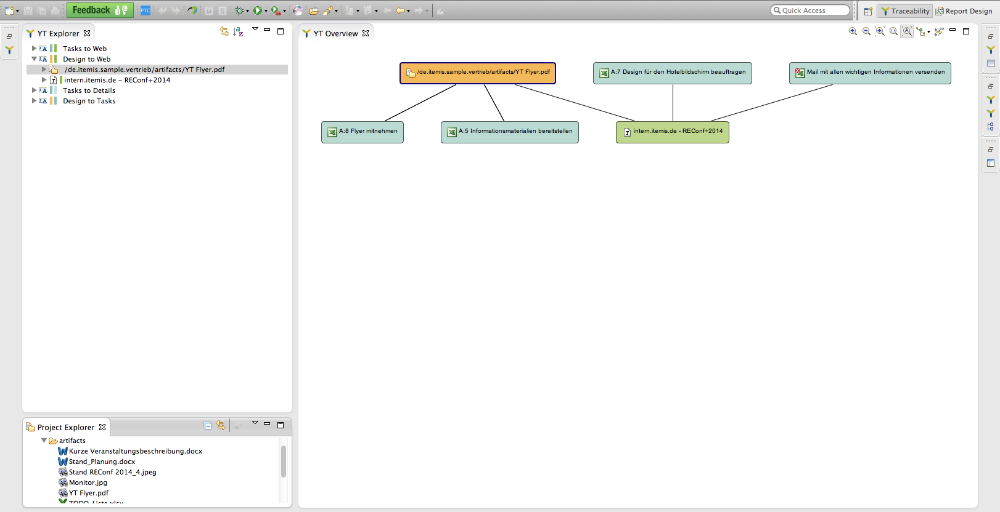 Feedback
PTC
Quick Access
Traceability
Report Design
YT Explorer
Tasks to Web
Design to Web
/de.itemis.sample.vertrieb/artifacts/YT Flyer.pdf
intern.itemis.de - REConf+2014
Tasks to Details
Design to Tasks
YT Overview
/de.itemis.sample.vertrieb/artifacts/YT Flyer.pdf
A:7 Design für den Hotelbildschirm beauftragen
Mail mit allen wichtigen Informationen versenden
A:8 Flyer mitnehmen
A:5 Informationsmaterialien bereitstellen
intern.itemis.de - REConf+2014
Project Explorer
artifacts
Kurze Veranstaltungsbeschreibung.docx
Stand_Planung.docx
Stand REConf 2014_4.jpeg
Monitor.jpg
YT Flyer.pdf
TODO-Liste.xlsx